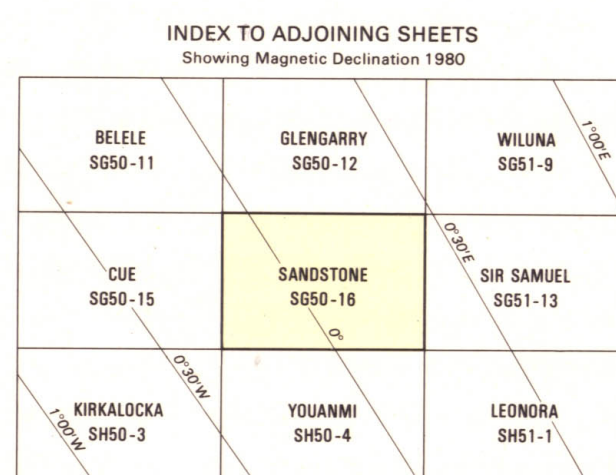 INDEX TO ADJOINING SHEETS
Showing Magnetic Declination 1980
BELELE
SG50-11
GLENGARRY
SG50-12
WILUNA
SG51-9
1°00'E
CUE
SG50-15
SANDSTONE
SG50-16
0°
0°30'E
SIR SAMUEL
SG51-13
0°30'W
1°00'W
KIRKALOCKA
SH50-3
YOUANMI
SH50-4
LEONORA
SH51-1